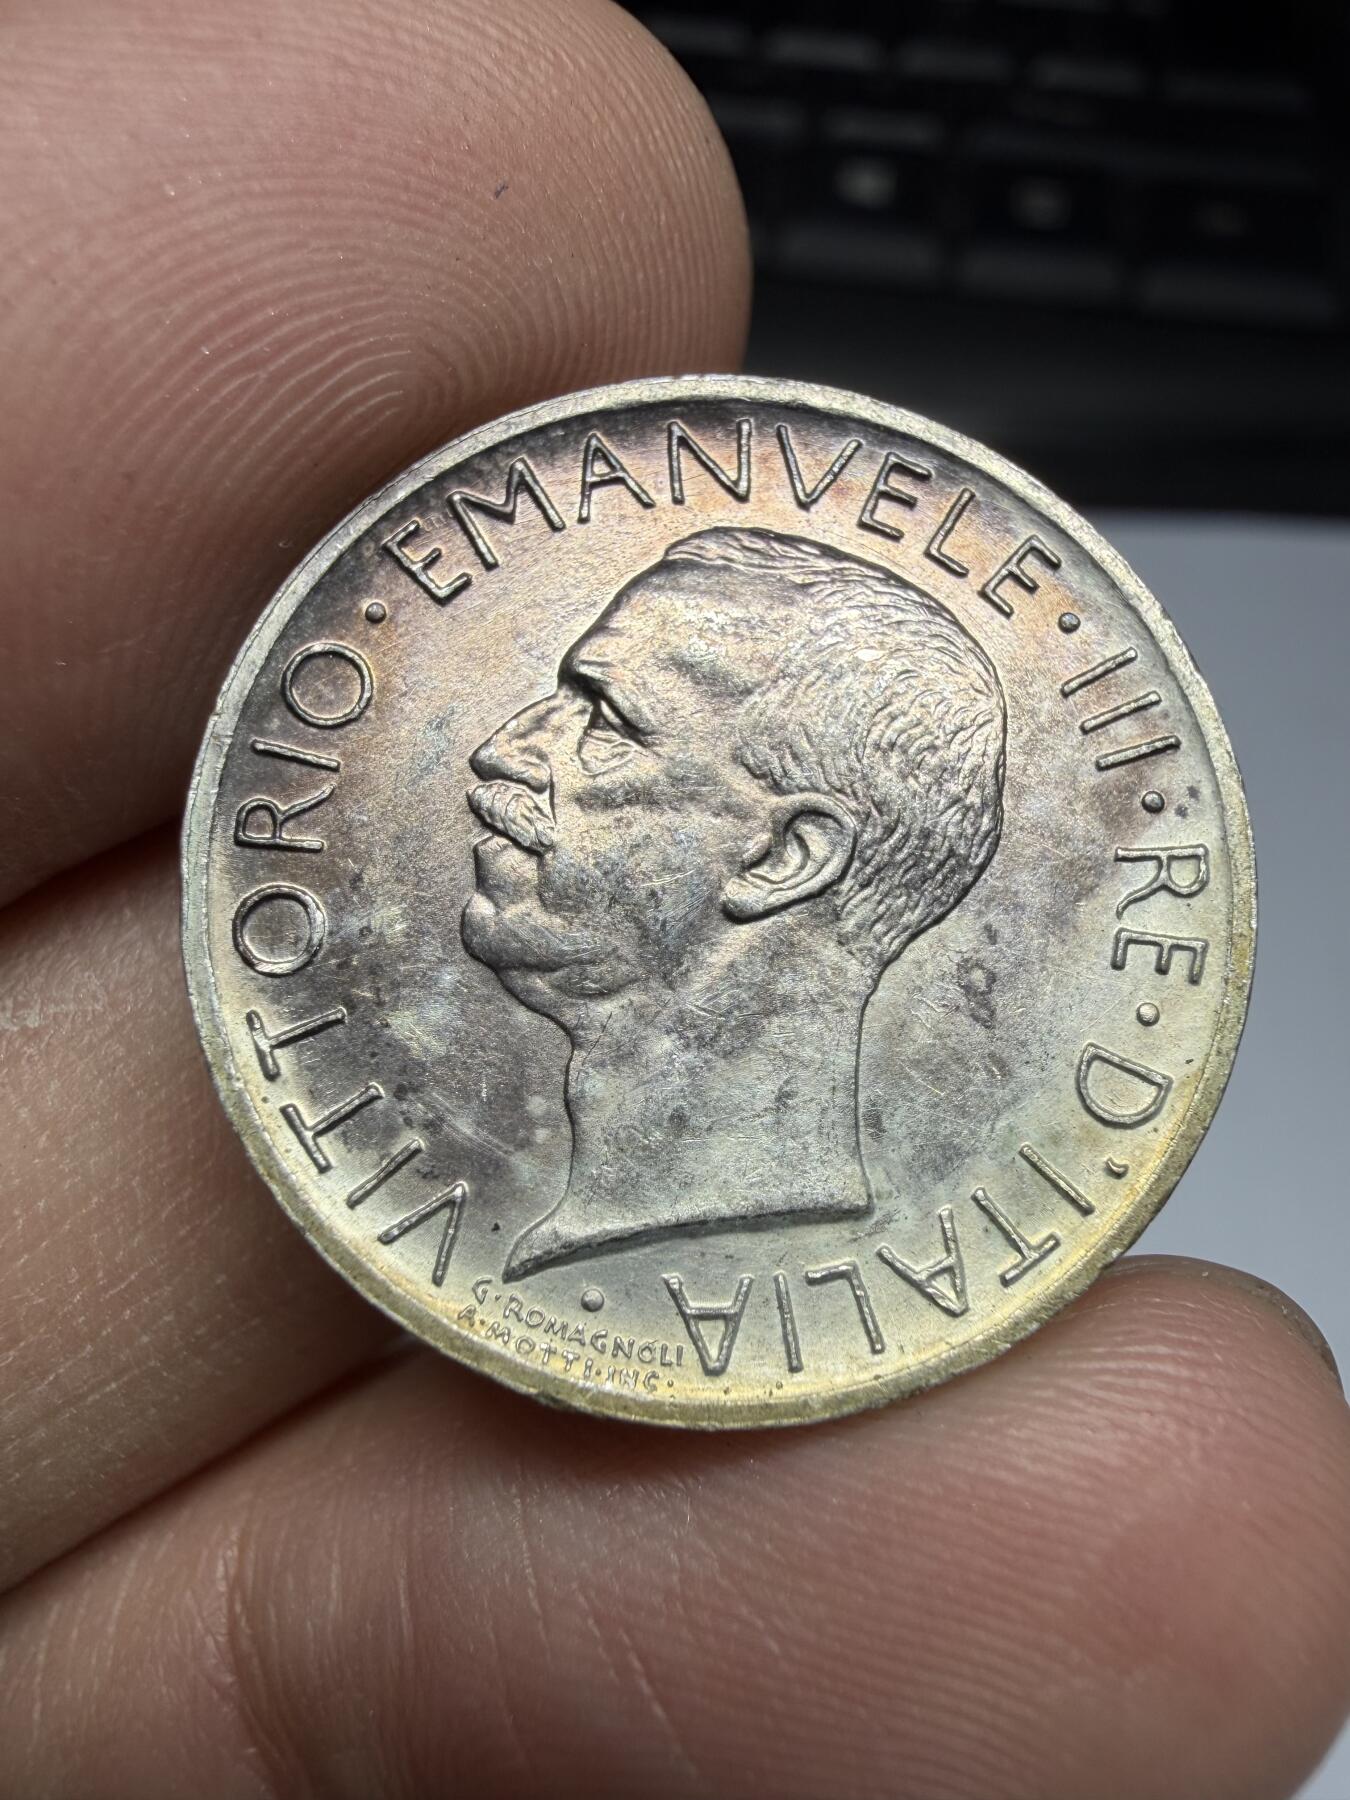 VITTORIO · EMANVELE · III · RE · D'ITALIA ·
G·ROMAGNOLI
A·MOTTI·INC·